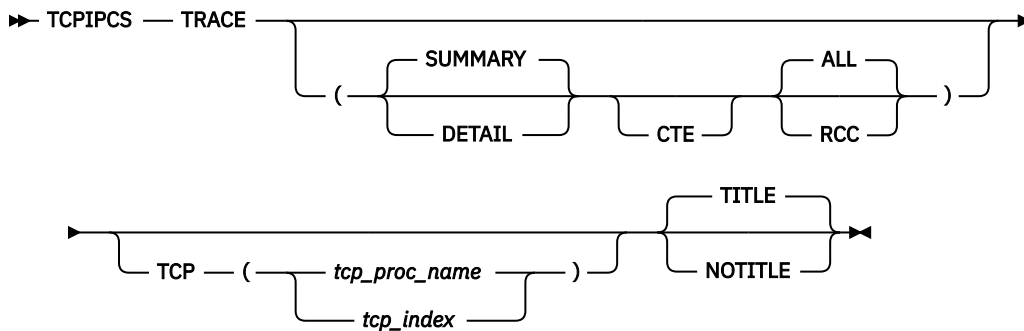 TCPIPCS TRACE
( SUMMARY ALL )
DETAIL CTE RCC
TITLE
TCP ( tcp_proc_name ) NOTITLE
tcp_index